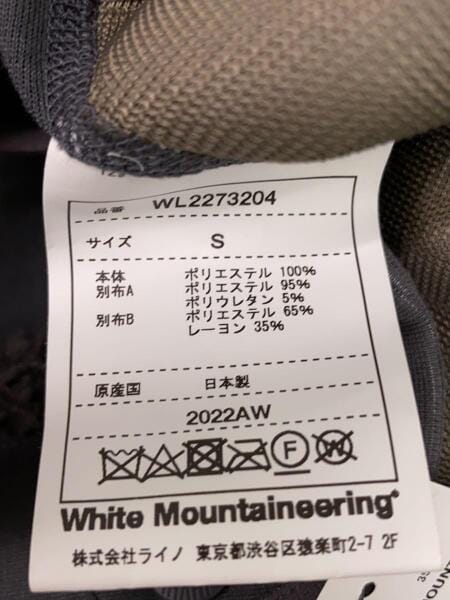 品番 WL2273204
サイズ S
本体 ポリエステル 100%
別布A ポリエステル 95%
ポリウレタン 5%
別布B ポリエステル 65%
レーヨン 35%
原産国 日本製
2022AW
F W
White Mountaineering®
株式会社ライノ 東京都渋谷区猿楽町2-7 2F